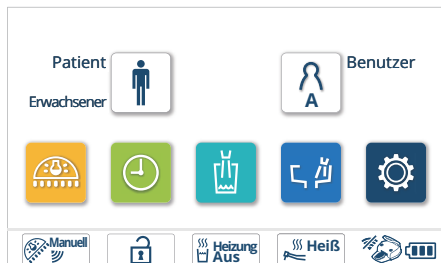 Patient
Benutzer
Erwachsener
A
Manuell
Heizung
Aus
Heiß